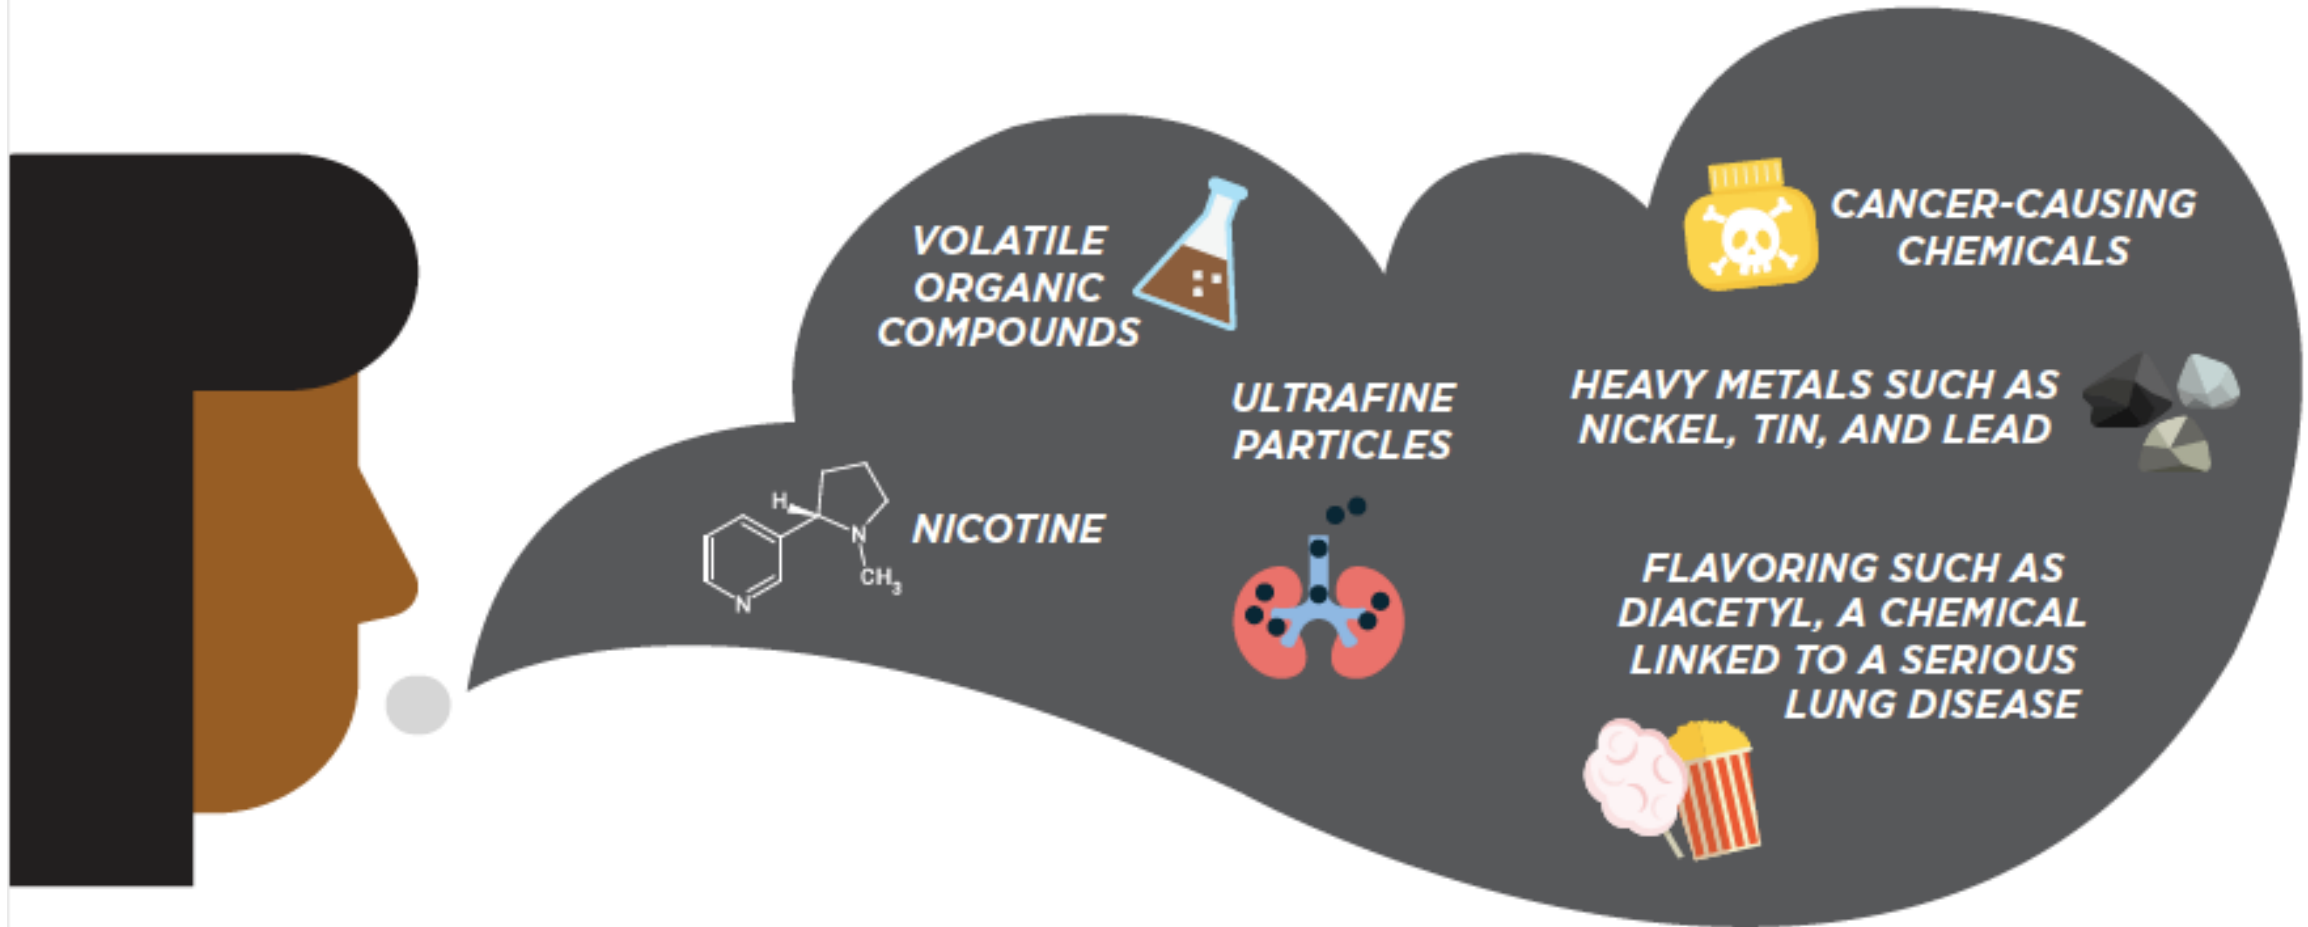 VOLATILE
ORGANIC
COMPOUNDS
CANCER-CAUSING
CHEMICALS
ULTRAFINE
PARTICLES
HEAVY METALS SUCH AS
NICKEL, TIN, AND LEAD
H
N
CH3
N
NICOTINE
FLAVORING SUCH AS
DIACETYL, A CHEMICAL
LINKED TO A SERIOUS
LUNG DISEASE